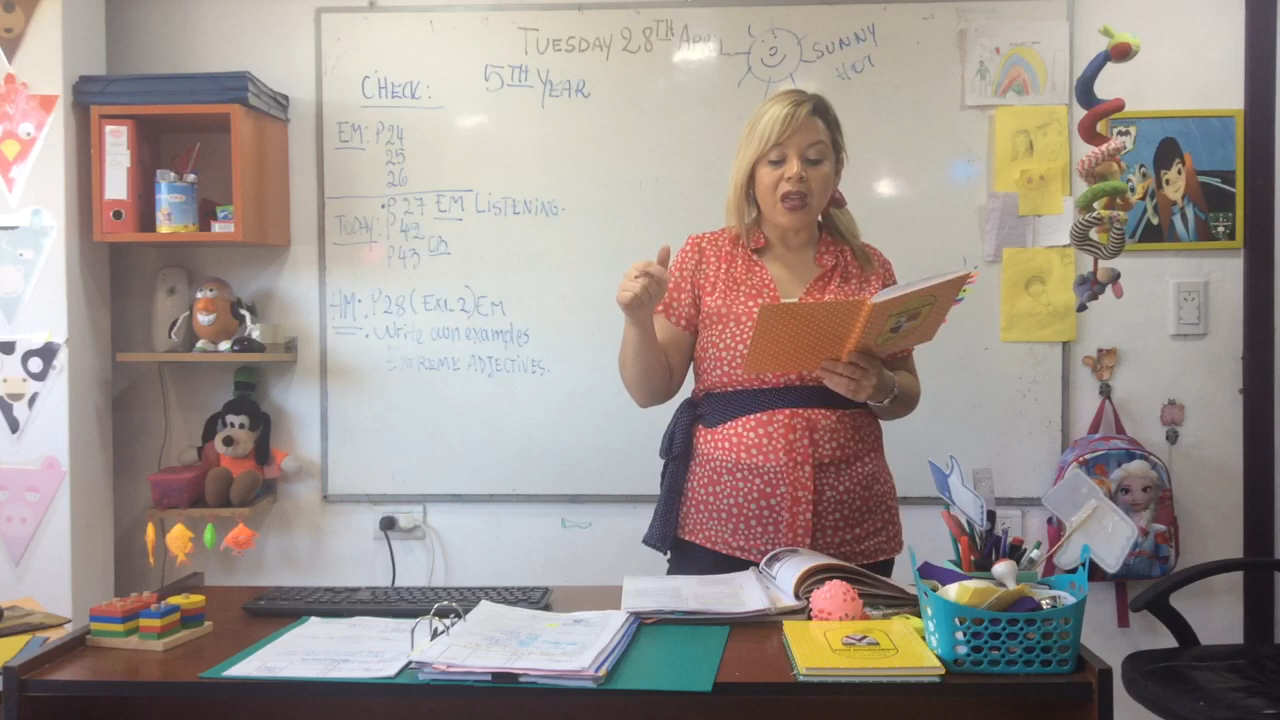 TUESDAY 28TH APRIL
SUNNY
HOT
5TH YEAR
CHECK:
EM: P24
25
26
TODAY: • P27 EM LISTENING.
P42
P43 CB
HM: P28 (EX. 2) EM
• Write own examples
EXTREME ADJECTIVES.